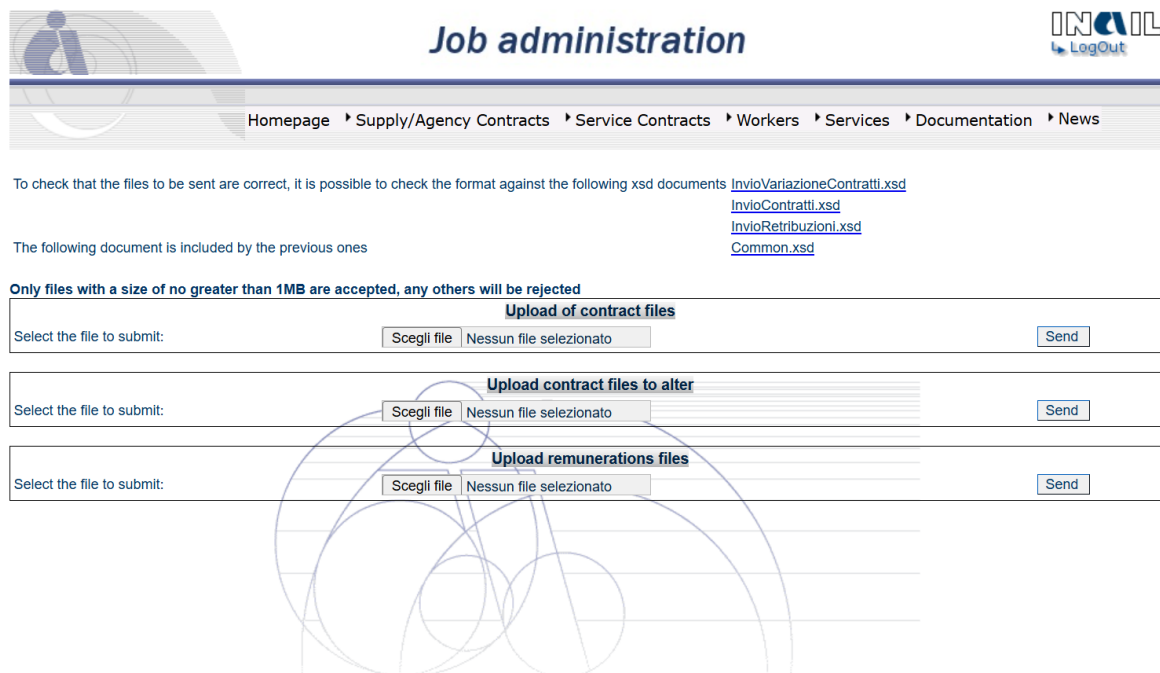 Job administration
INAIL
LogOut
Homepage Supply/Agency Contracts Service Contracts Workers Services Documentation News
To check that the files to be sent are correct, it is possible to check the format against the following xsd documents InvioVariazioneContratti.xsd
InvioContratti.xsd
InvioRetribuzioni.xsd
The following document is included by the previous ones Common.xsd
Only files with a size of no greater than 1MB are accepted, any others will be rejected
Upload of contract files
Select the file to submit: Scegli file Nessun file selezionato Send
Upload contract files to alter
Select the file to submit: Scegli file Nessun file selezionato Send
Upload remunerations files
Select the file to submit: Scegli file Nessun file selezionato Send